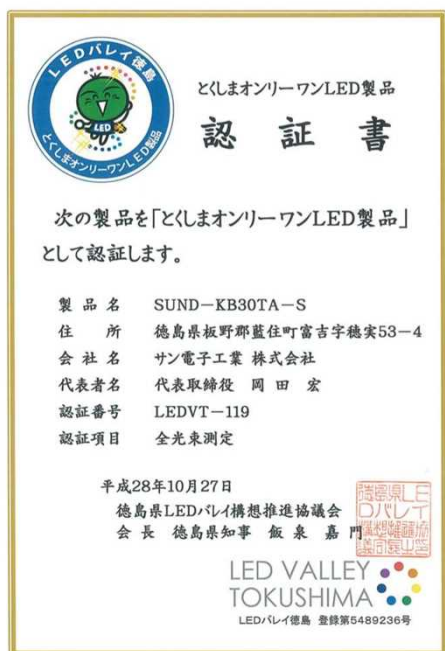 LEDバレイ徳島
LED
とくしまオンリーワンLED製品
とくしまオンリーワンLED製品
認証書
次の製品を「とくしまオンリーワンLED製品」
として認証します。
製品名 SUND-KB30TA-S
住所 徳島県板野郡藍住町富吉字穂実53-4
会社名 サン電子工業 株式会社
代表者名 代表取締役 岡田 宏
認証番号 LEDVT-119
認証項目 全光束測定
平成28年10月27日
徳島県LEDバレイ構想推進協議会
会長 徳島県知事 飯泉 嘉門
LED VALLEY
TOKUSHIMA
LEDバレイ徳島 登録第5489236号